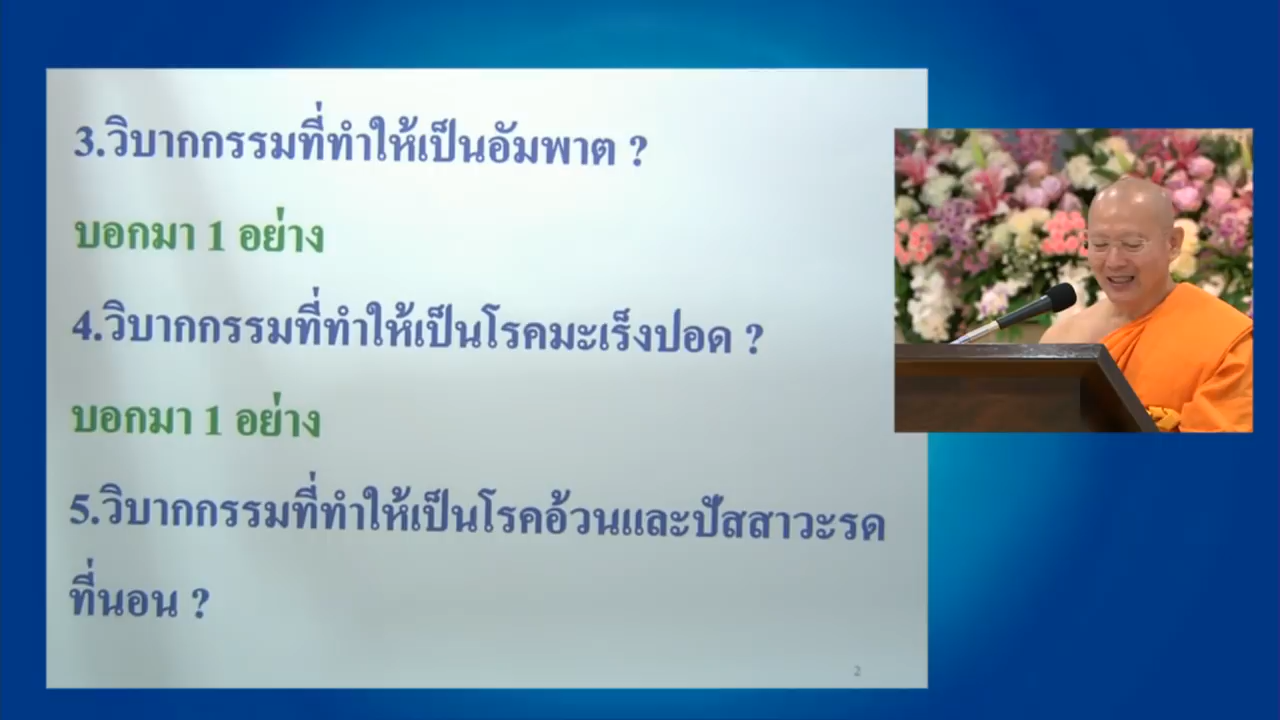 3.วิบากกรรมที่ทำให้เป็นอัมพาต ?
บอกมา 1 อย่าง
4.วิบากกรรมที่ทำให้เป็นโรคมะเร็งปอด ?
บอกมา 1 อย่าง
5.วิบากกรรมที่ทำให้เป็นโรคอ้วนและปัสสาวะรด
ที่นอน ?
2